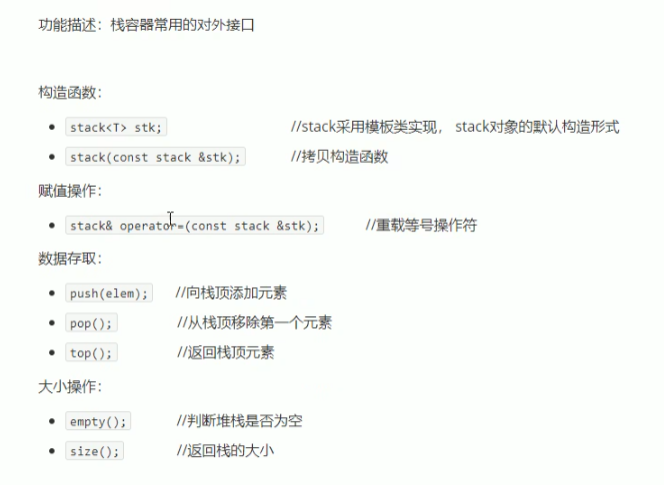 功能描述：栈容器常用的对外接口
构造函数：
stack<T> stk; //stack采用模板类实现， stack对象的默认构造形式
stack(const stack &stk); //拷贝构造函数
赋值操作：
stack& operator=(const stack &stk); //重载等号操作符
数据存取：
push(elem); //向栈顶添加元素
pop(); //从栈顶移除第一个元素
top(); //返回栈顶元素
大小操作：
empty(); //判断堆栈是否为空
size(); //返回栈的大小